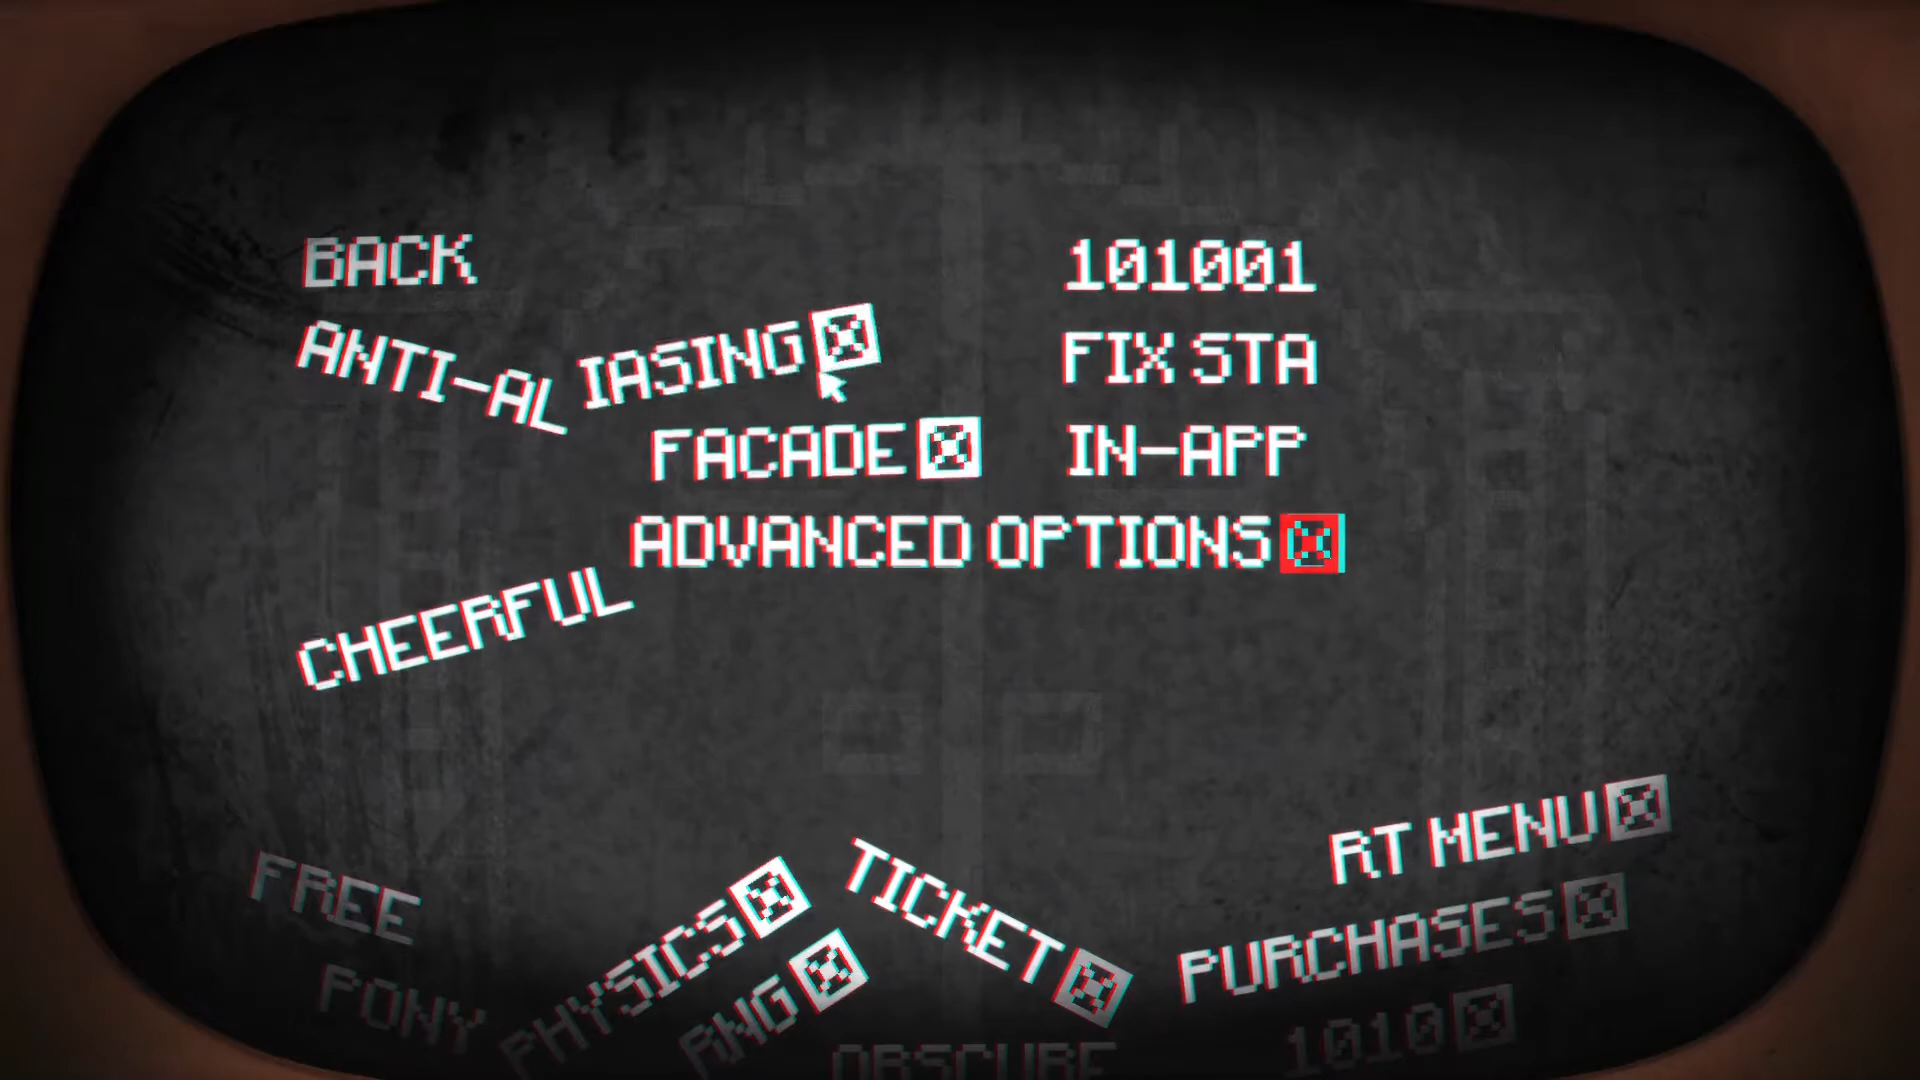 BACK
101001
ANTI-AL
IASING
FIX STA
FACADE
IN-APP
ADVANCED OPTIONS
CHEERFUL
RT MENU
FREE
TICKET
PHYSICS
PURCHASES
PONY
RNG
1010
OBSCURE